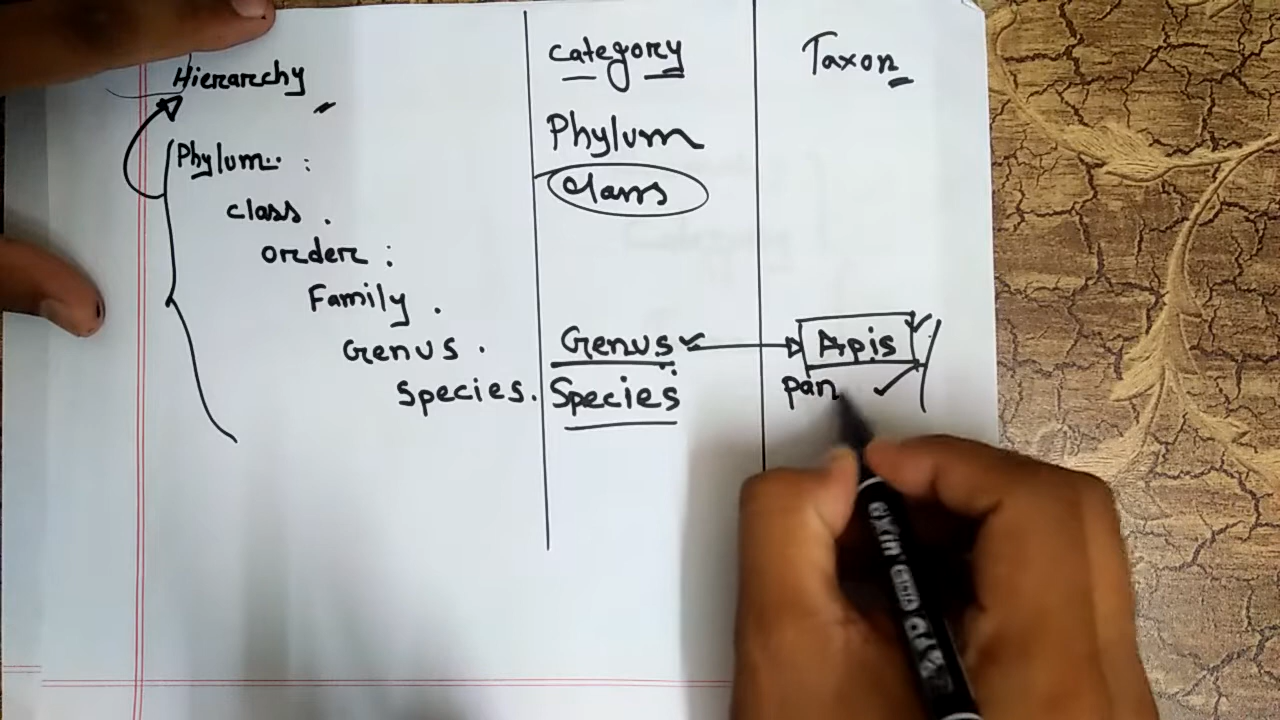 Hierarchy
Phylum :
class .
order :
Family .
Genus .
Species .
Category
Phylum
class
Genus
Species
Taxon
Apis
pan